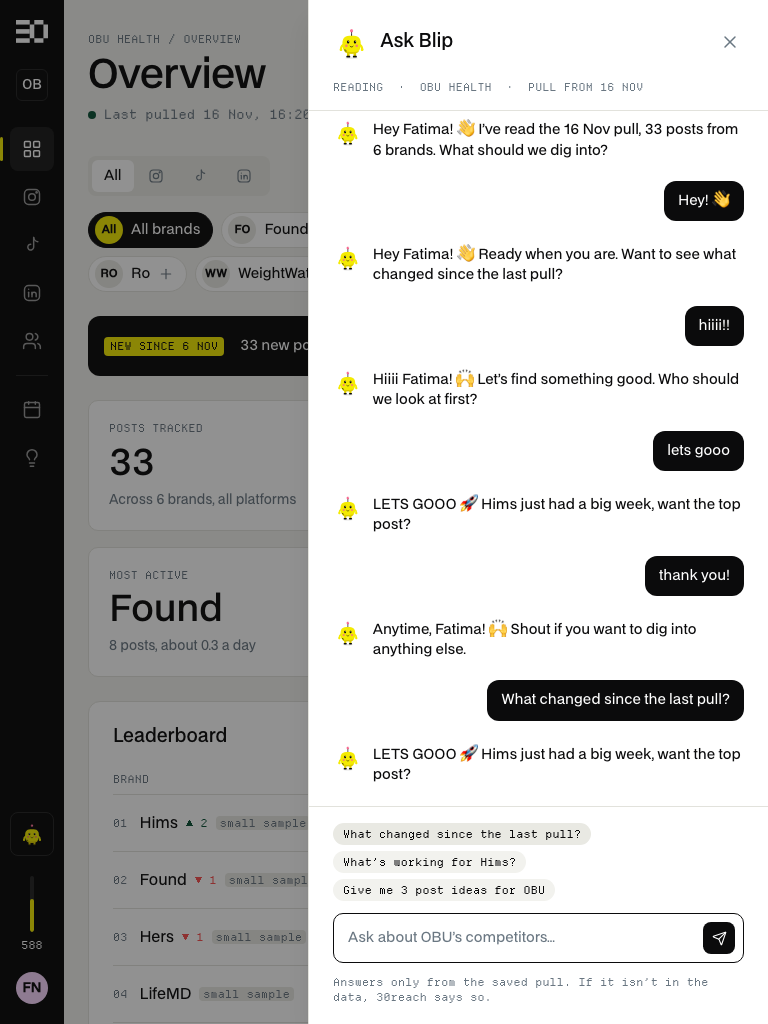 30
OB
588
FN
OBU HEALTH / OVERVIEW
Overview
Last pulled 16 Nov, 16:20
All
All All brands
FO Found
RO Ro +
WW WeightWat
NEW SINCE 6 NOV 33 new po
POSTS TRACKED
33
Across 6 brands, all platforms
MOST ACTIVE
Found
8 posts, about 0.3 a day
Leaderboard
BRAND
01 Hims ▲ 2 small sample
02 Found ▼ 1 small sampl
03 Hers ▼ 1 small sample
04 LifeMD small sample
Ask Blip
READING · OBU HEALTH · PULL FROM 16 NOV
Hey Fatima! 👋 I've read the 16 Nov pull, 33 posts from
6 brands. What should we dig into?
Hey! 👋
Hey Fatima! 👋 Ready when you are. Want to see what
changed since the last pull?
hiiii!!
Hiiii Fatima! 🙌 Let's find something good. Who should
we look at first?
lets gooo
LETS GOOO 🚀 Hims just had a big week, want the top
post?
thank you!
Anytime, Fatima! 🙌 Shout if you want to dig into
anything else.
What changed since the last pull?
LETS GOOO 🚀 Hims just had a big week, want the top
post?
What changed since the last pull?
What's working for Hims?
Give me 3 post ideas for OBU
Ask about OBU's competitors…
Answers only from the saved pull. If it isn't in the
data, 30reach says so.